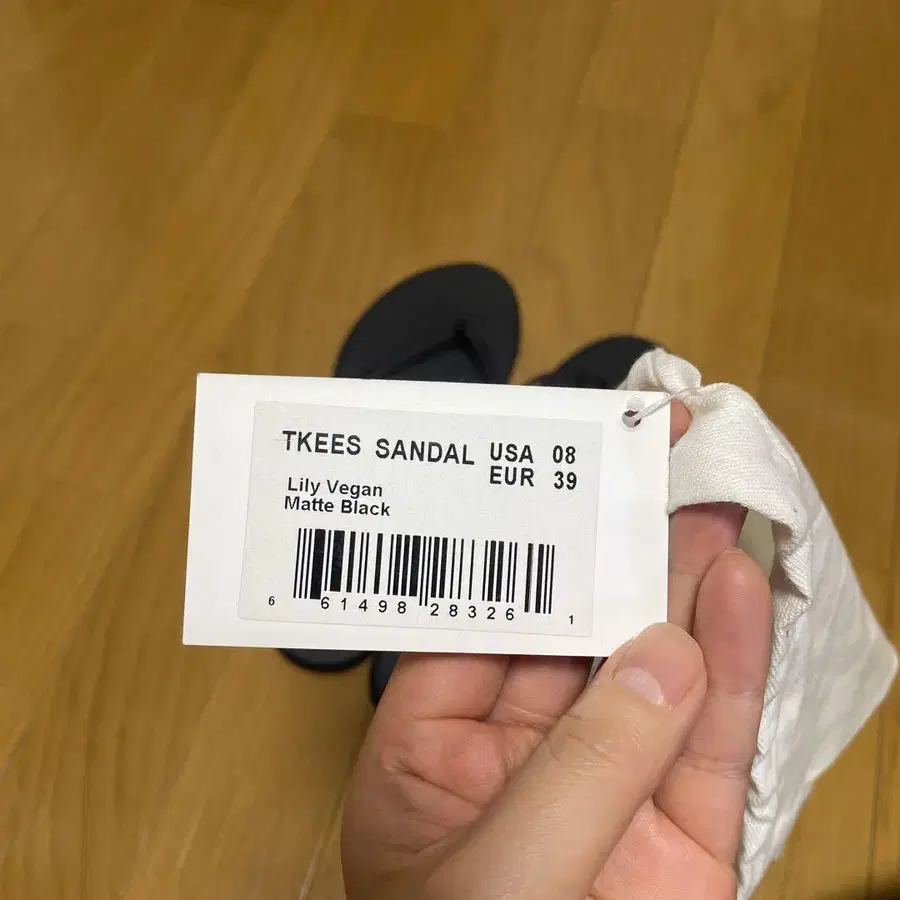 TKEES SANDAL USA 08
EUR 39
Lily Vegan
Matte Black
6 61498 28326 1